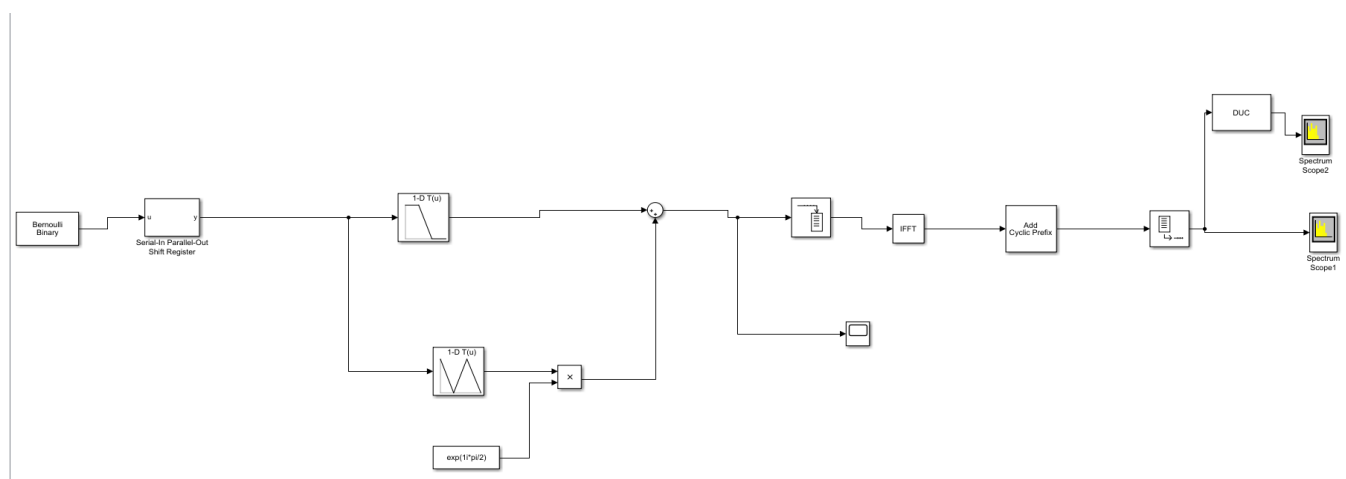 DUC
Spectrum
Scope2
1-D T(u)
Bernoulli
Binary
u
y
Serial-In Parallel-Out
Shift Register
IFFT
Add
Cyclic Prefix
Spectrum
Scope1
1-D T(u)
×
exp(1i*pi/2)